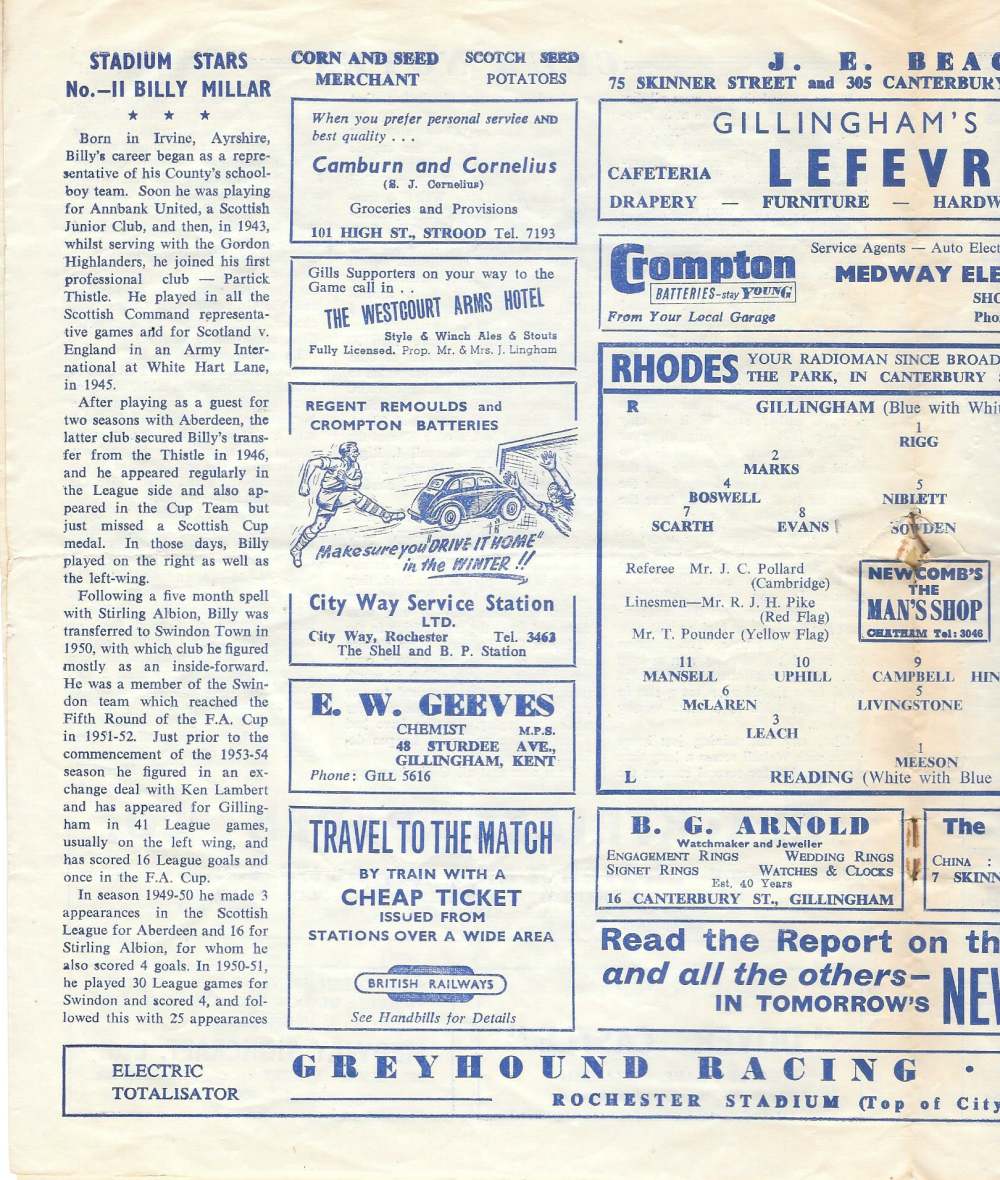 STADIUM STARS
No.—11 BILLY MILLAR
★ ★ ★
Born in Irvine, Ayrshire,
Billy's career began as a repre-
sentative of his County's school-
boy team. Soon he was playing
for Annbank United, a Scottish
Junior Club, and then, in 1943,
whilst serving with the Gordon
Highlanders, he joined his first
professional club — Partick
Thistle. He played in all the
Scottish Command representa-
tive games and for Scotland v.
England in an Army Inter-
national at White Hart Lane,
in 1945.
After playing as a guest for
two seasons with Aberdeen, the
latter club secured Billy's trans-
fer from the Thistle in 1946,
and he appeared regularly in
the League side and also ap-
peared in the Cup Team but
just missed a Scottish Cup
medal. In those days, Billy
played on the right as well as
the left-wing.
Following a five month spell
with Stirling Albion, Billy was
transferred to Swindon Town in
1950, with which club he figured
mostly as an inside-forward.
He was a member of the Swin-
don team which reached the
Fifth Round of the F.A. Cup
in 1951-52. Just prior to the
commencement of the 1953-54
season he figured in an ex-
change deal with Ken Lambert
and has appeared for Gilling-
ham in 41 League games,
usually on the left wing, and
has scored 16 League goals and
once in the F.A. Cup.
In season 1949-50 he made 3
appearances in the Scottish
League for Aberdeen and 16 for
Stirling Albion, for whom he
also scored 4 goals. In 1950-51,
he played 30 League games for
Swindon and scored 4, and fol-
lowed this with 25 appearances
CORN AND SEED SCOTCH SEED
MERCHANT POTATOES
When you prefer personal service AND
best quality . . .
Camburn and Cornelius
(S. J. Cornelius)
Groceries and Provisions
101 HIGH ST., STROOD Tel. 7193
Gills Supporters on your way to the
Game call in . .
THE WESTCOURT ARMS HOTEL
Style & Winch Ales & Stouts
Fully Licensed. Prop. Mr. & Mrs. J. Lingham
REGENT REMOULDS and
CROMPTON BATTERIES
Make sure you "DRIVE IT HOME"
in the WINTER !!
City Way Service Station
LTD.
City Way, Rochester Tel. 3463
The Shell and B. P. Station
E. W. GEEVES
CHEMIST M.P.S.
48 STURDEE AVE.,
GILLINGHAM, KENT
Phone: GILL 5616
TRAVEL TO THE MATCH
BY TRAIN WITH A
CHEAP TICKET
ISSUED FROM
STATIONS OVER A WIDE AREA
BRITISH RAILWAYS
See Handbills for Details
J. E. BEAC
75 SKINNER STREET and 305 CANTERBURY
GILLINGHAM'S
CAFETERIA LEFEVR
DRAPERY — FURNITURE — HARDW
Crompton
BATTERIES-stay YOUNG
From Your Local Garage
Service Agents — Auto Elect
MEDWAY ELE
SHO
Pho
RHODES YOUR RADIOMAN SINCE BROAD
THE PARK, IN CANTERBURY S
R GILLINGHAM (Blue with Whit
1
RIGG
2
MARKS
4 5
BOSWELL NIBLETT
7 8
SCARTH EVANS SOWDEN
Referee Mr. J. C. Pollard
(Cambridge)
Linesmen—Mr. R. J. H. Pike
(Red Flag)
Mr. T. Pounder (Yellow Flag)
NEWCOMB'S
THE
MAN'S SHOP
CHATHAM Tel: 3046
11 10 9
MANSELL UPHILL CAMPBELL HIN
6 5
McLAREN LIVINGSTONE
3
LEACH
1
MEESON
L READING (White with Blue
B. G. ARNOLD
Watchmaker and Jeweller
ENGAGEMENT RINGS WEDDING RINGS
SIGNET RINGS WATCHES & CLOCKS
Est. 40 Years
16 CANTERBURY ST., GILLINGHAM
The
CHINA :
7 SKINN
Read the Report on th
and all the others—
IN TOMORROW'S NEW
ELECTRIC
TOTALISATOR
GREYHOUND RACING •
ROCHESTER STADIUM (Top of City